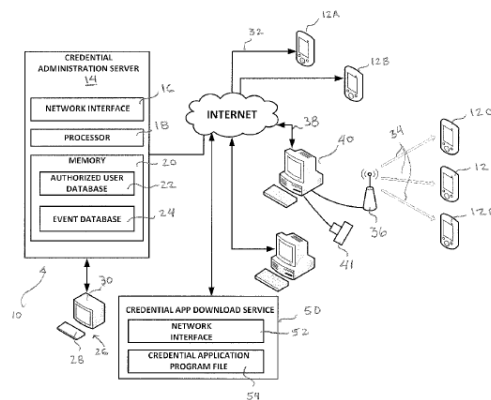 CREDENTIAL
ADMINISTRATION SERVER
14
NETWORK INTERFACE
16
PROCESSOR
18
MEMORY
20
AUTHORIZED USER
DATABASE
22
EVENT DATABASE
24
10
30
28
26
INTERNET
32
12A
12B
38
40
34
36
41
12C
12
12
CREDENTIAL APP DOWNLOAD SERVICE
50
NETWORK
INTERFACE
52
CREDENTIAL APPLICATION
PROGRAM FILE
54